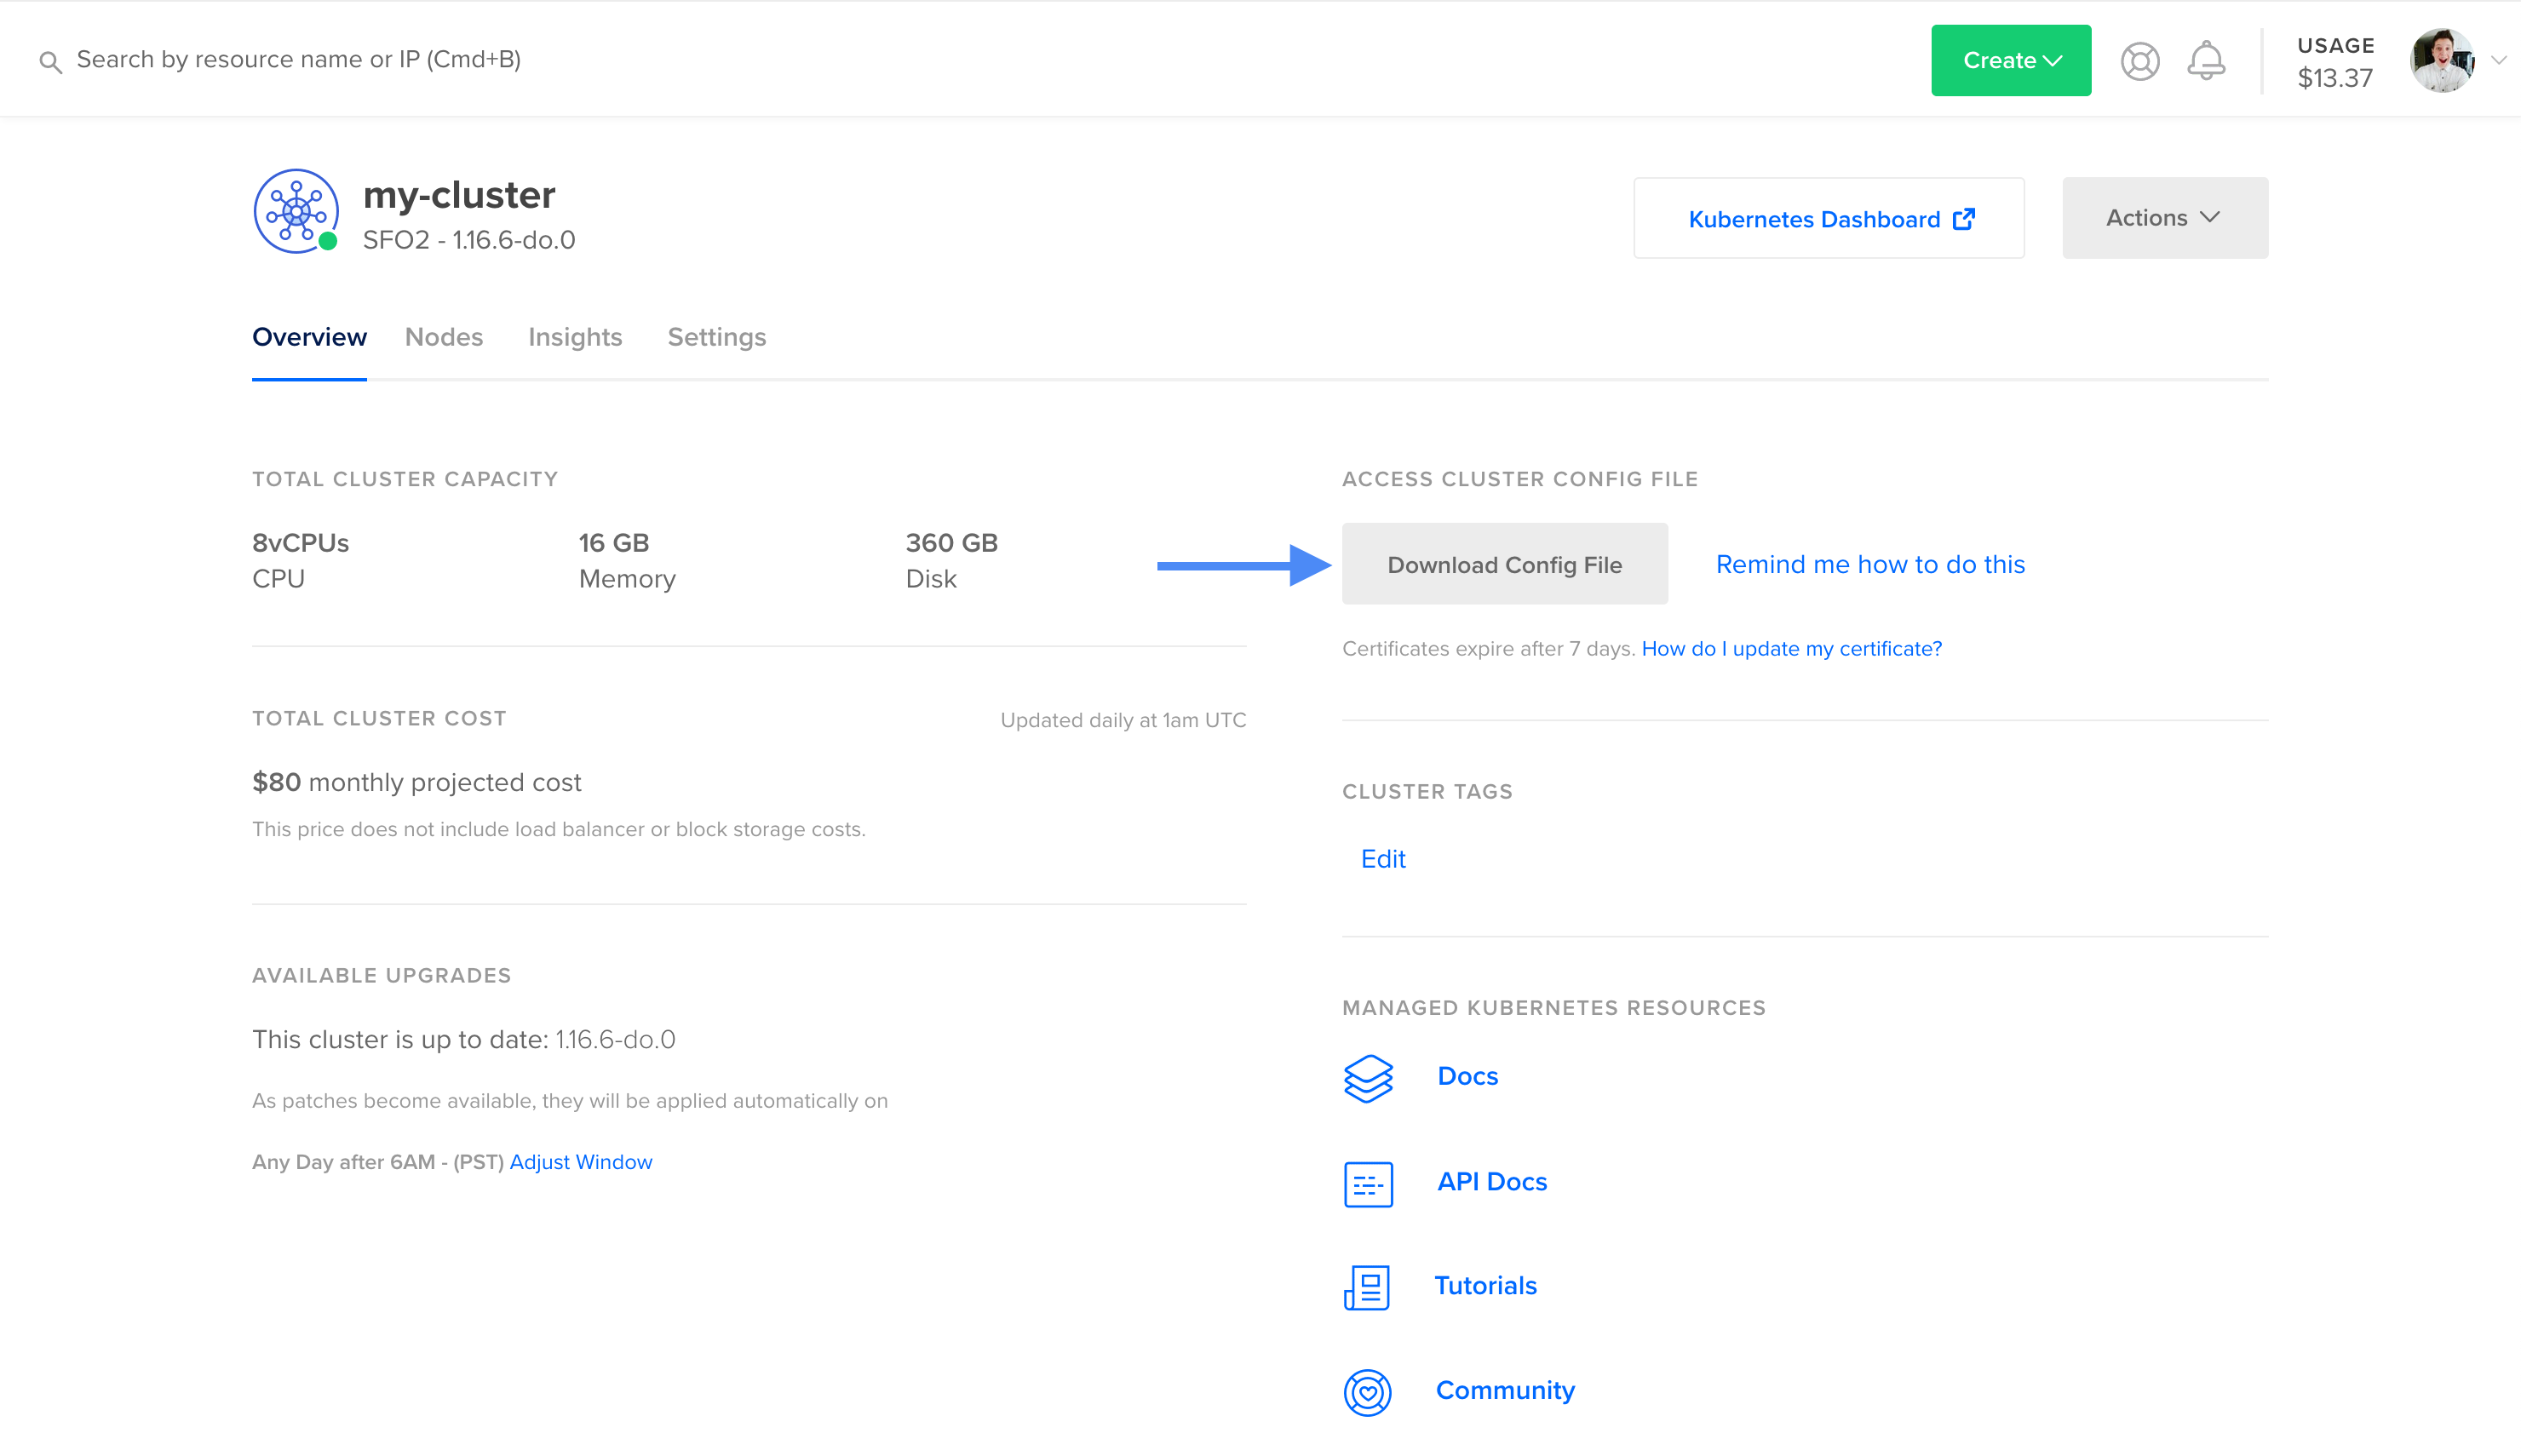 Search by resource name or IP (Cmd+B)
Create
USAGE
$13.37
my-cluster
SFO2 - 1.16.6-do.0
Kubernetes Dashboard
Actions
Overview
Nodes
Insights
Settings
TOTAL CLUSTER CAPACITY
8vCPUs
CPU
16 GB
Memory
360 GB
Disk
TOTAL CLUSTER COST
Updated daily at 1am UTC
$80 monthly projected cost
This price does not include load balancer or block storage costs.
AVAILABLE UPGRADES
This cluster is up to date: 1.16.6-do.0
As patches become available, they will be applied automatically on
Any Day after 6AM - (PST) Adjust Window
ACCESS CLUSTER CONFIG FILE
Download Config File
Remind me how to do this
Certificates expire after 7 days. How do I update my certificate?
CLUSTER TAGS
Edit
MANAGED KUBERNETES RESOURCES
Docs
API Docs
Tutorials
Community